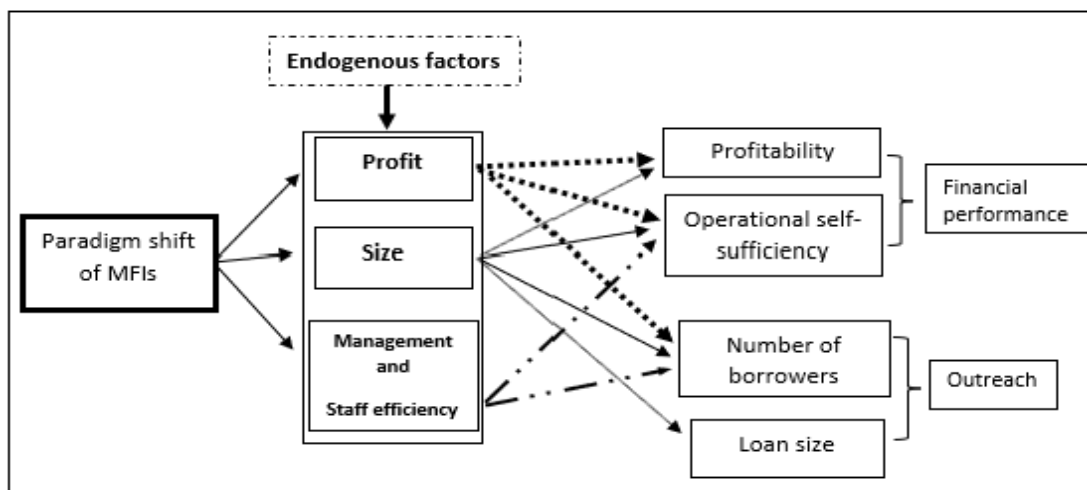 Endogenous factors
Paradigm shift
of MFIs
Profit
Size
Management
and
Staff efficiency
Profitability
Operational self-
sufficiency
Number of
borrowers
Loan size
Financial
performance
Outreach